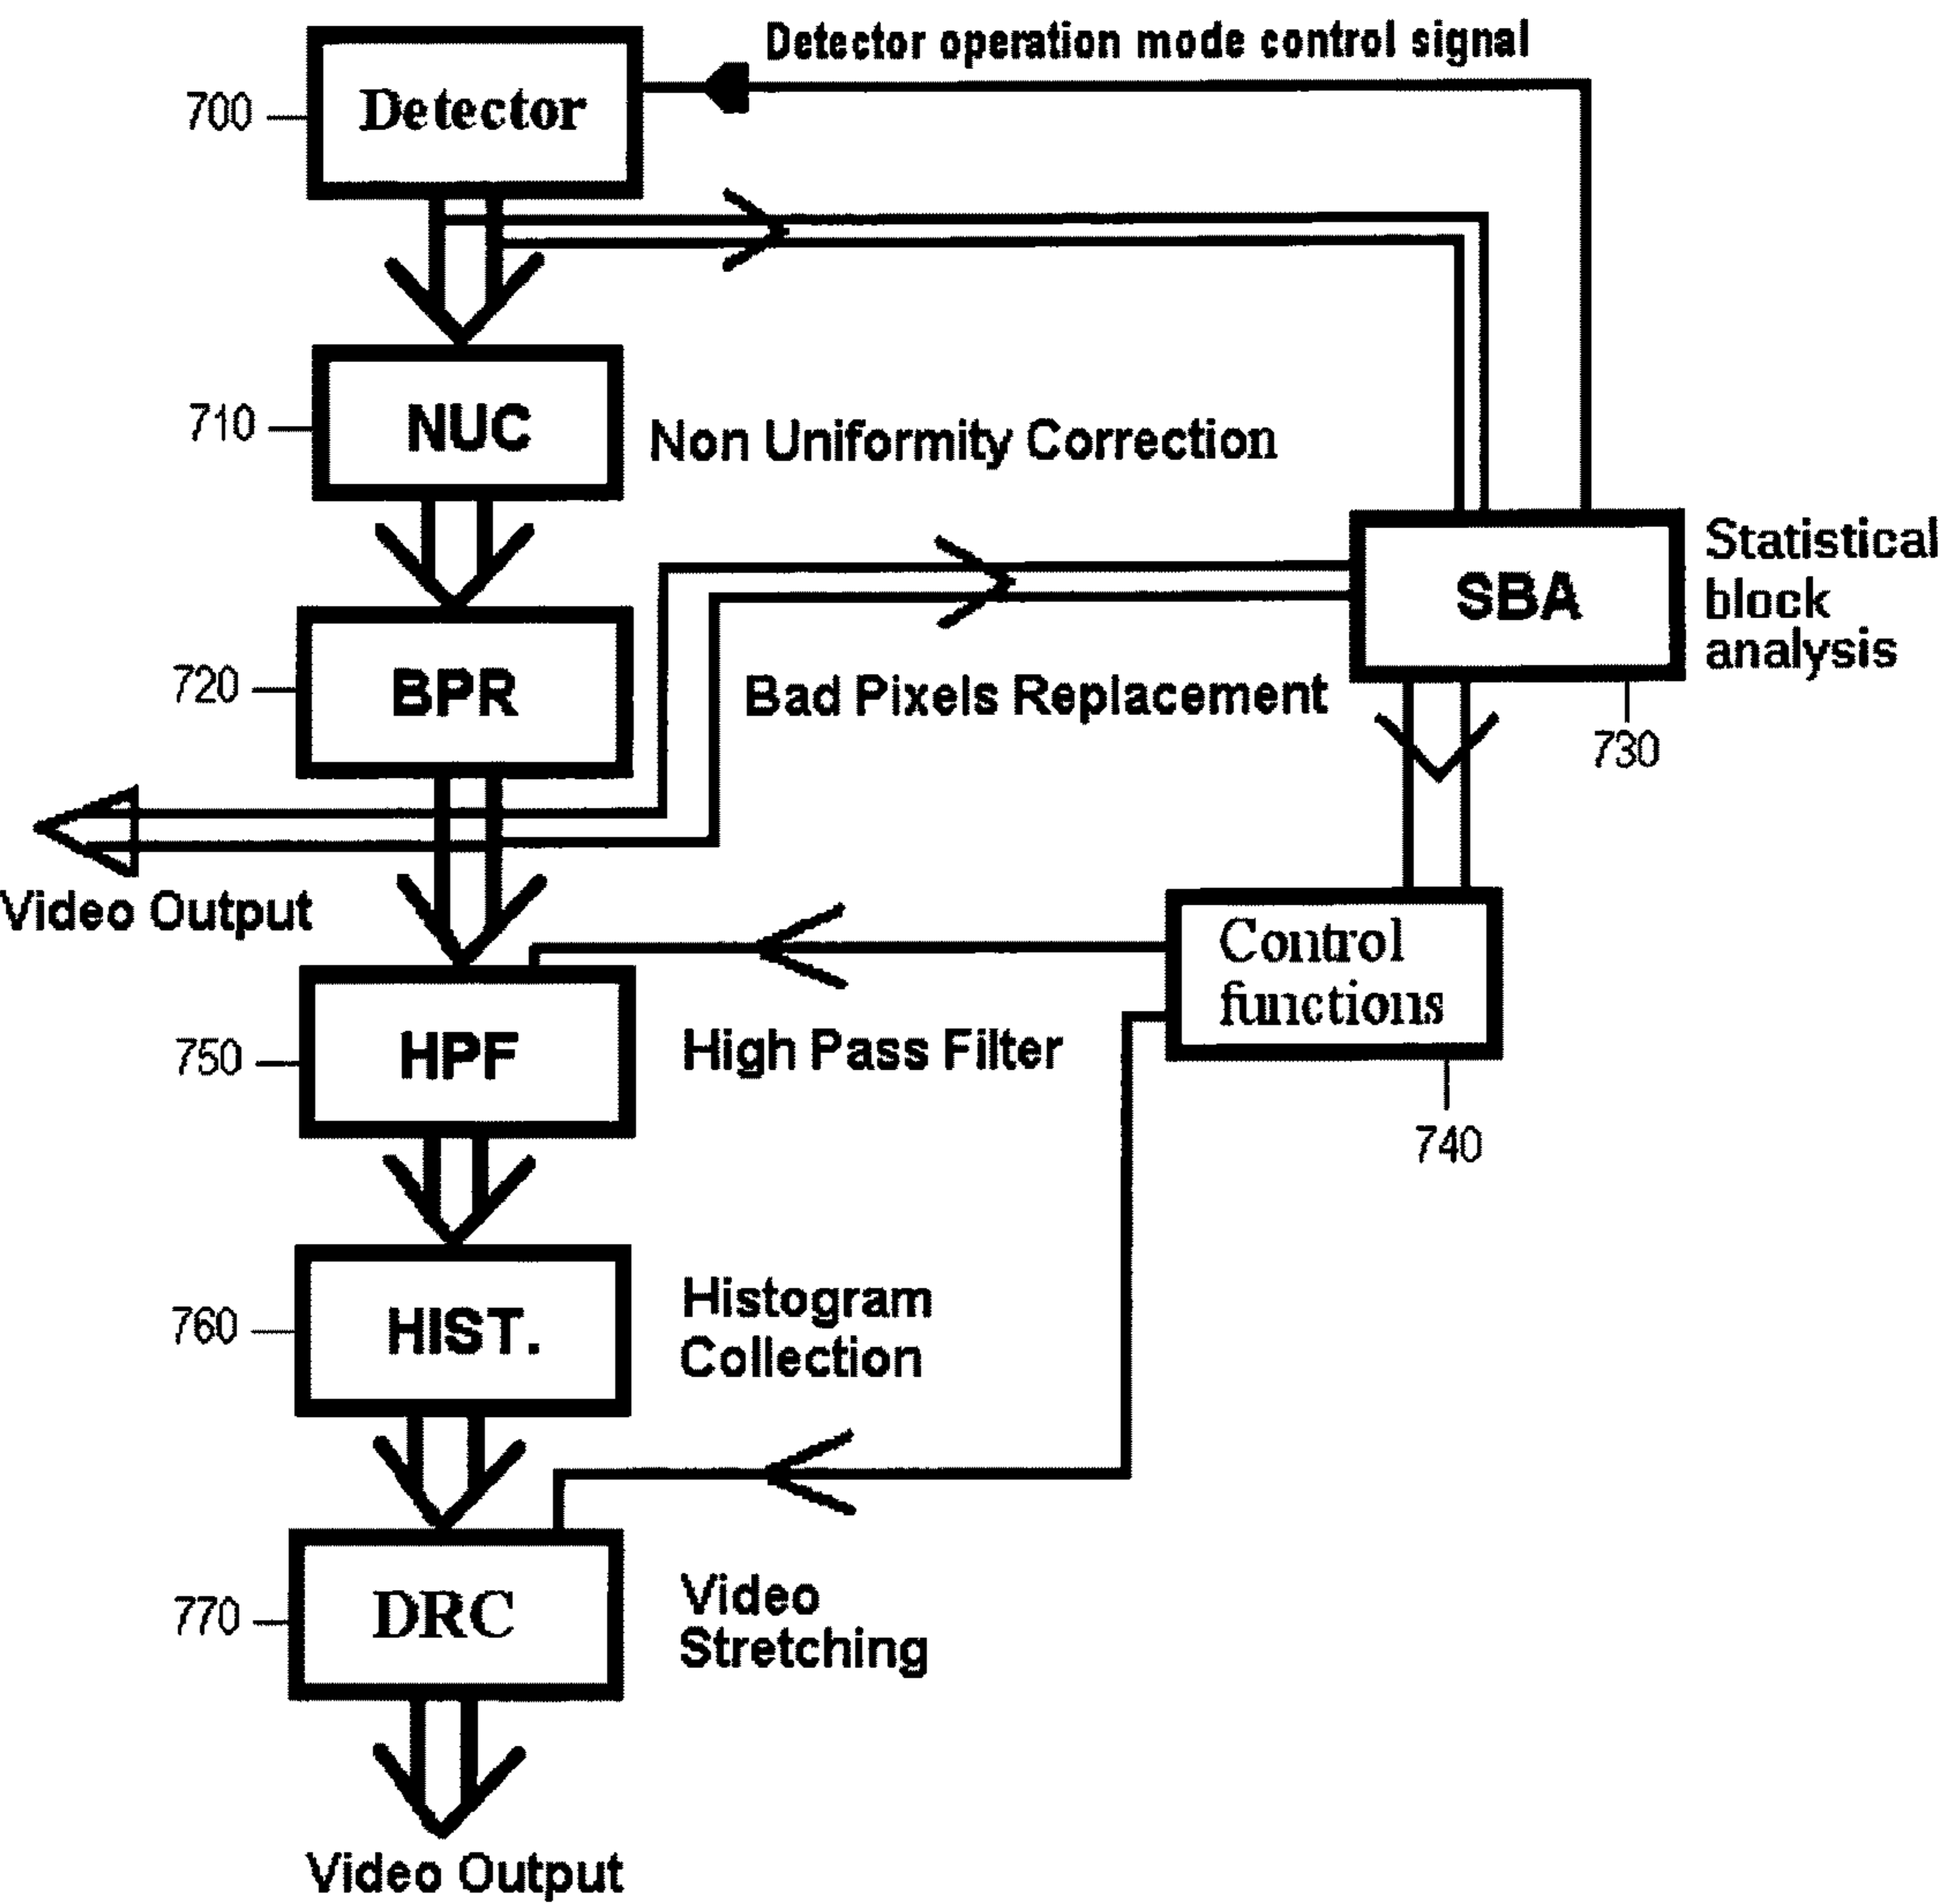 Detector operation mode control signal
Detector
700
NUC
710
Non Uniformity Correction
SBA
Statistical
block
analysis
730
BPR
720
Bad Pixels Replacement
Video Output
Control
functions
740
HPF
750
High Pass Filter
HIST.
760
Histogram
Collection
DRC
770
Video
Stretching
Video Output